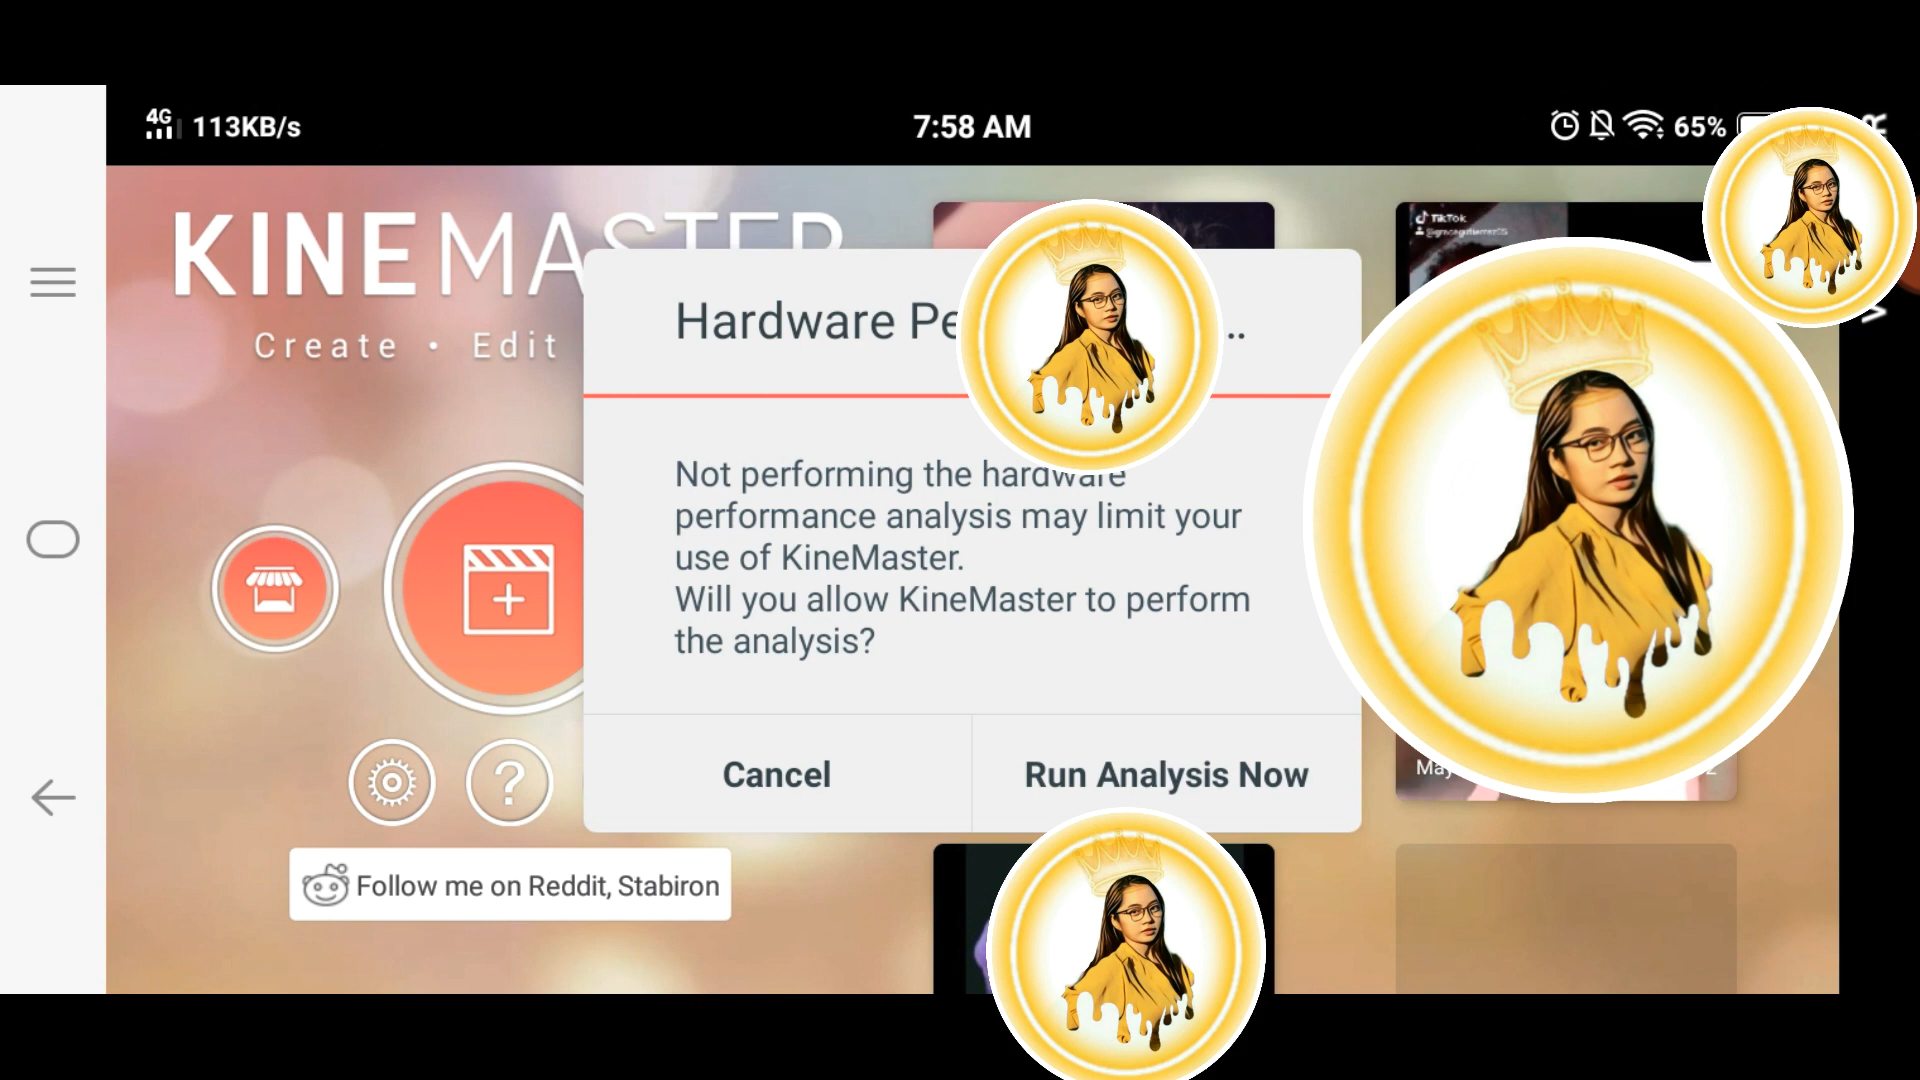 4G 113KB/s
7:58 AM
65%
KINEMASTER
Create • Edit
TikTok
Hardware Pe ..
Not performing the hardware
performance analysis may limit your
use of KineMaster.
Will you allow KineMaster to perform
the analysis?
Cancel
Run Analysis Now
Follow me on Reddit, Stabiron